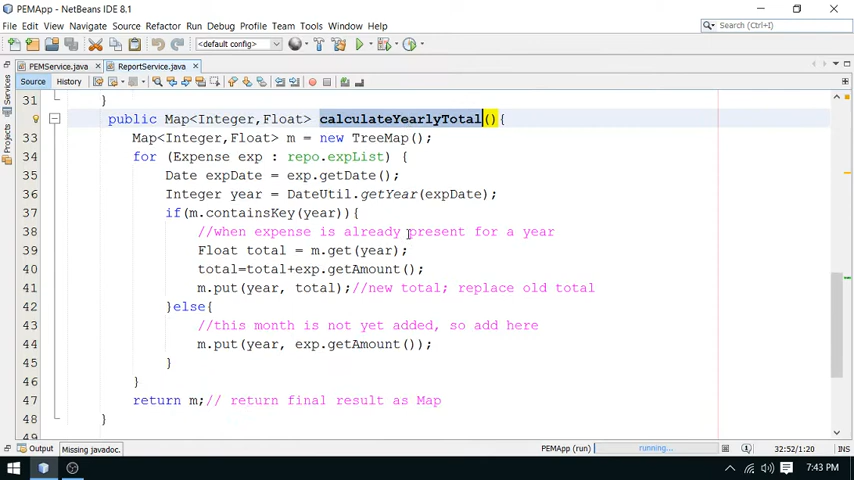 PEMApp - NetBeans IDE 8.1
File Edit View Navigate Source Refactor Run Debug Profile Team Tools Window Help
Search (Ctrl+I)
<default config>
PEMService.java x ReportService.java x
Source History
Services
Projects
31 }
public Map<Integer,Float> calculateYearlyTotal(){
33 Map<Integer,Float> m = new TreeMap();
34 for (Expense exp : repo.expList) {
35 Date expDate = exp.getDate();
36 Integer year = DateUtil.getYear(expDate);
37 if(m.containsKey(year)){
38 //when expense is already present for a year
39 Float total = m.get(year);
40 total=total+exp.getAmount();
41 m.put(year, total);//new total; replace old total
42 }else{
43 //this month is not yet added, so add here
44 m.put(year, exp.getAmount());
45 }
46 }
47 return m;// return final result as Map
48 }
49
Output Missing javadoc. PEMApp (run) running... 32:52/1:20 INS
7:43 PM